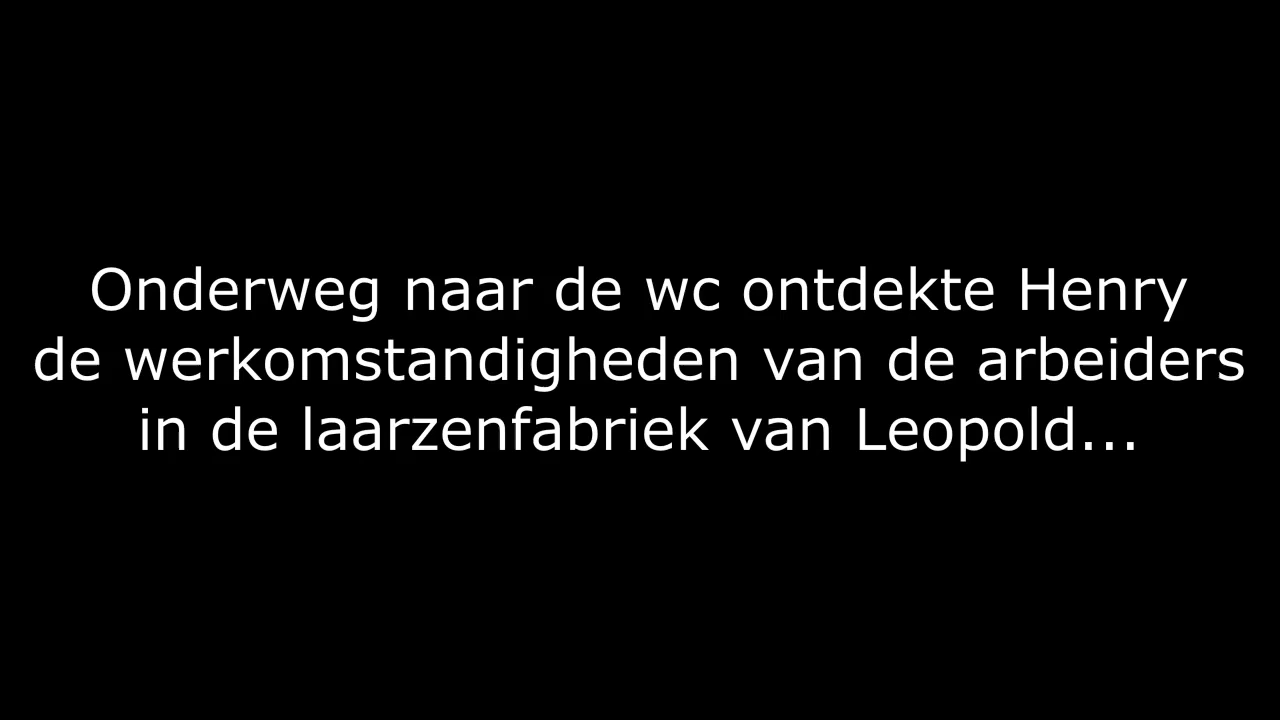 Onderweg naar de wc ontdekte Henry
de werkomstandigheden van de arbeiders
in de laarzenfabriek van Leopold...